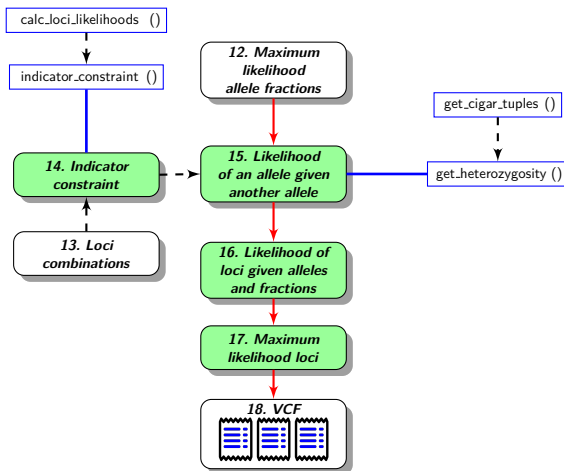 calc_loci_likelihoods ()
indicator_constraint ()
12. Maximum
likelihood
allele fractions
get_cigar_tuples ()
14. Indicator
constraint
15. Likelihood
of an allele given
another allele
get_heterozygosity ()
13. Loci
combinations
16. Likelihood of
loci given alleles
and fractions
17. Maximum
likelihood loci
18. VCF